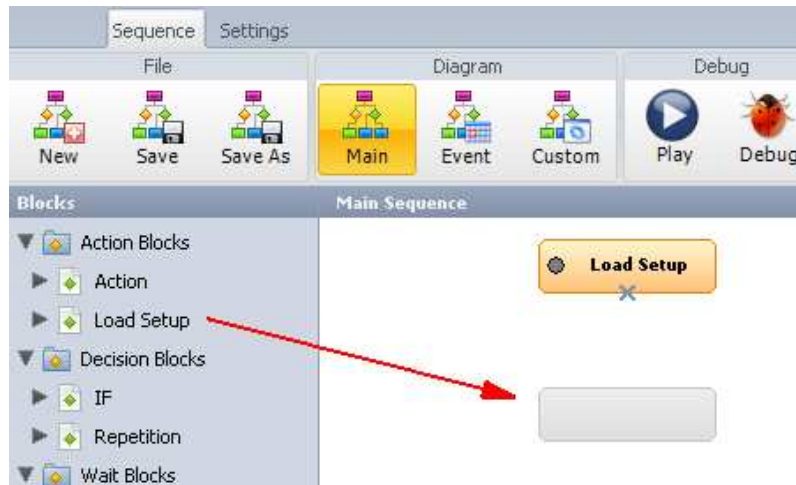 Sequence Settings
File Diagram Debug
New Save Save As Main Event Custom Play Debug
Blocks Main Sequence
Action Blocks
Load Setup
Action
Load Setup
Decision Blocks
IF
Repetition
Wait Blocks